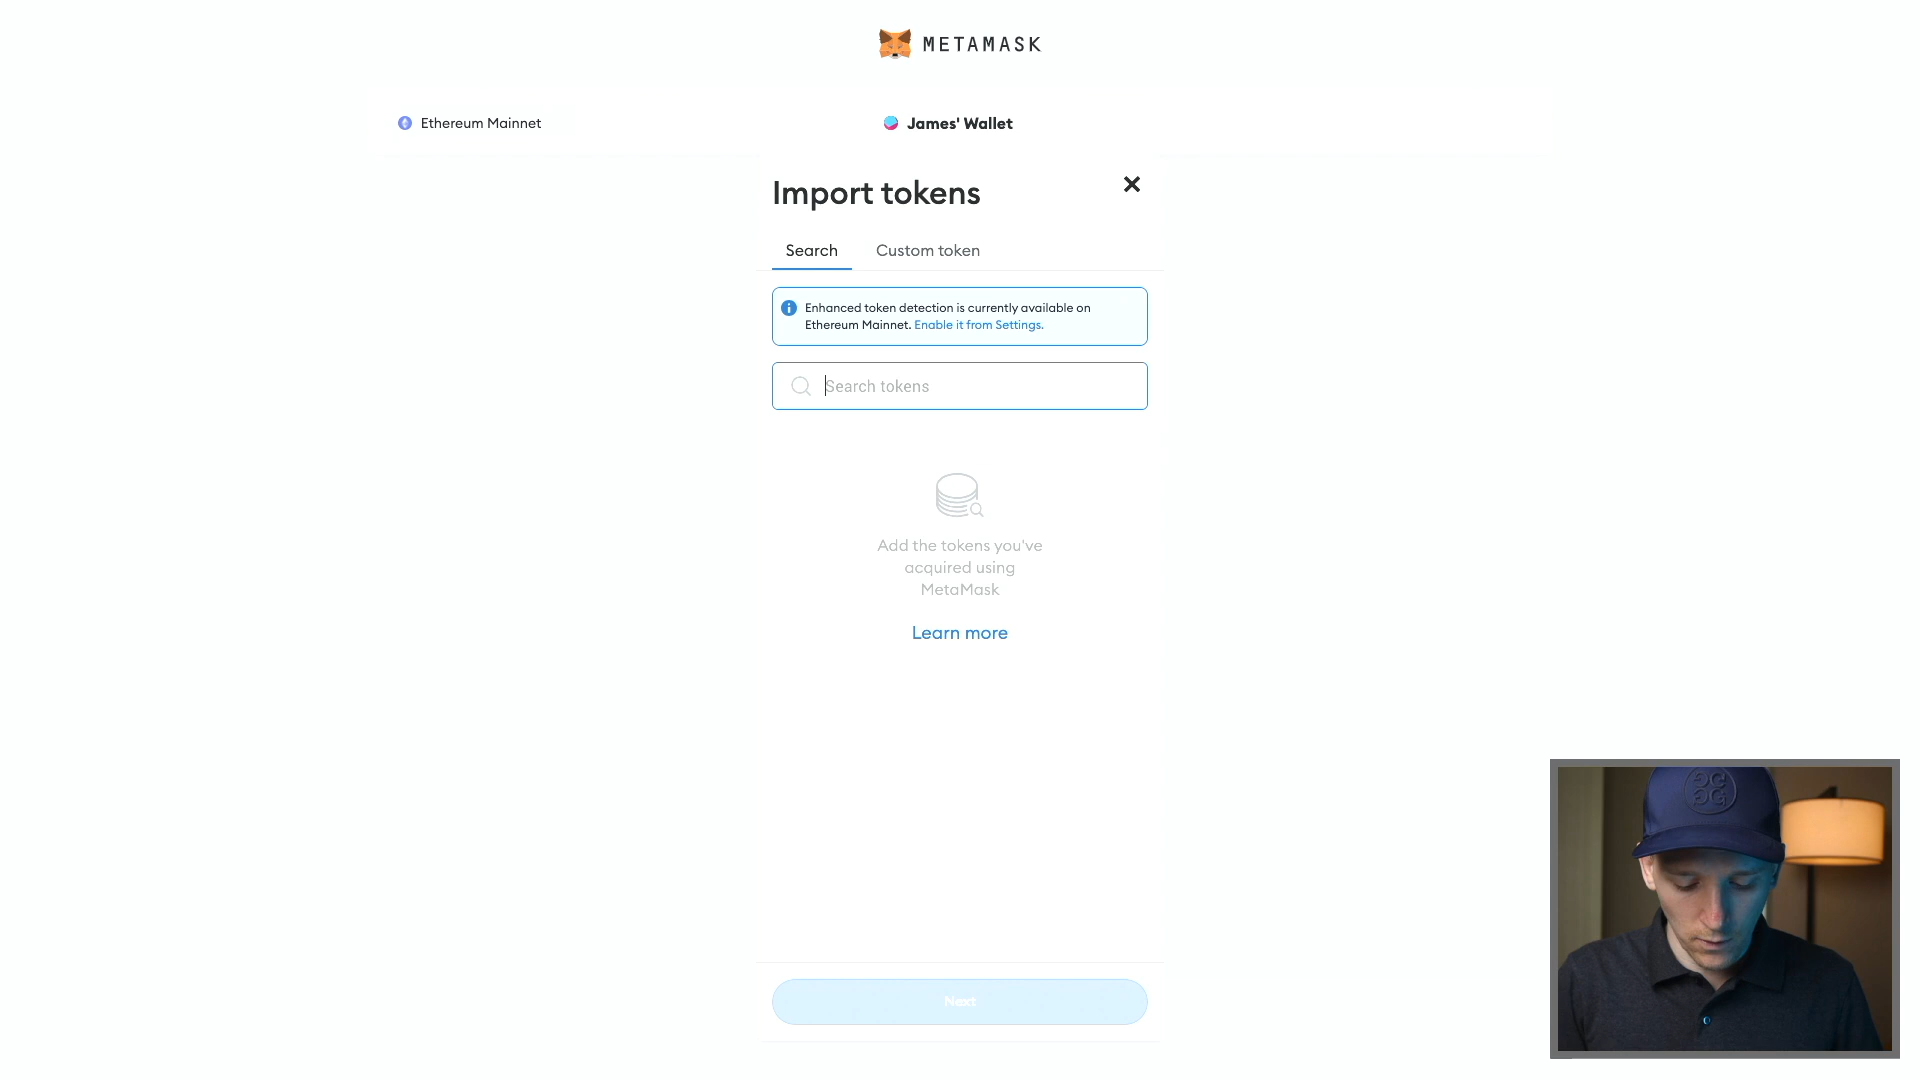 METAMASK
Ethereum Mainnet
James' Wallet
Import tokens
Search
Custom token
Enhanced token detection is currently available on
Ethereum Mainnet. Enable it from Settings.
Search tokens
Add the tokens you've
acquired using
MetaMask
Learn more
Next